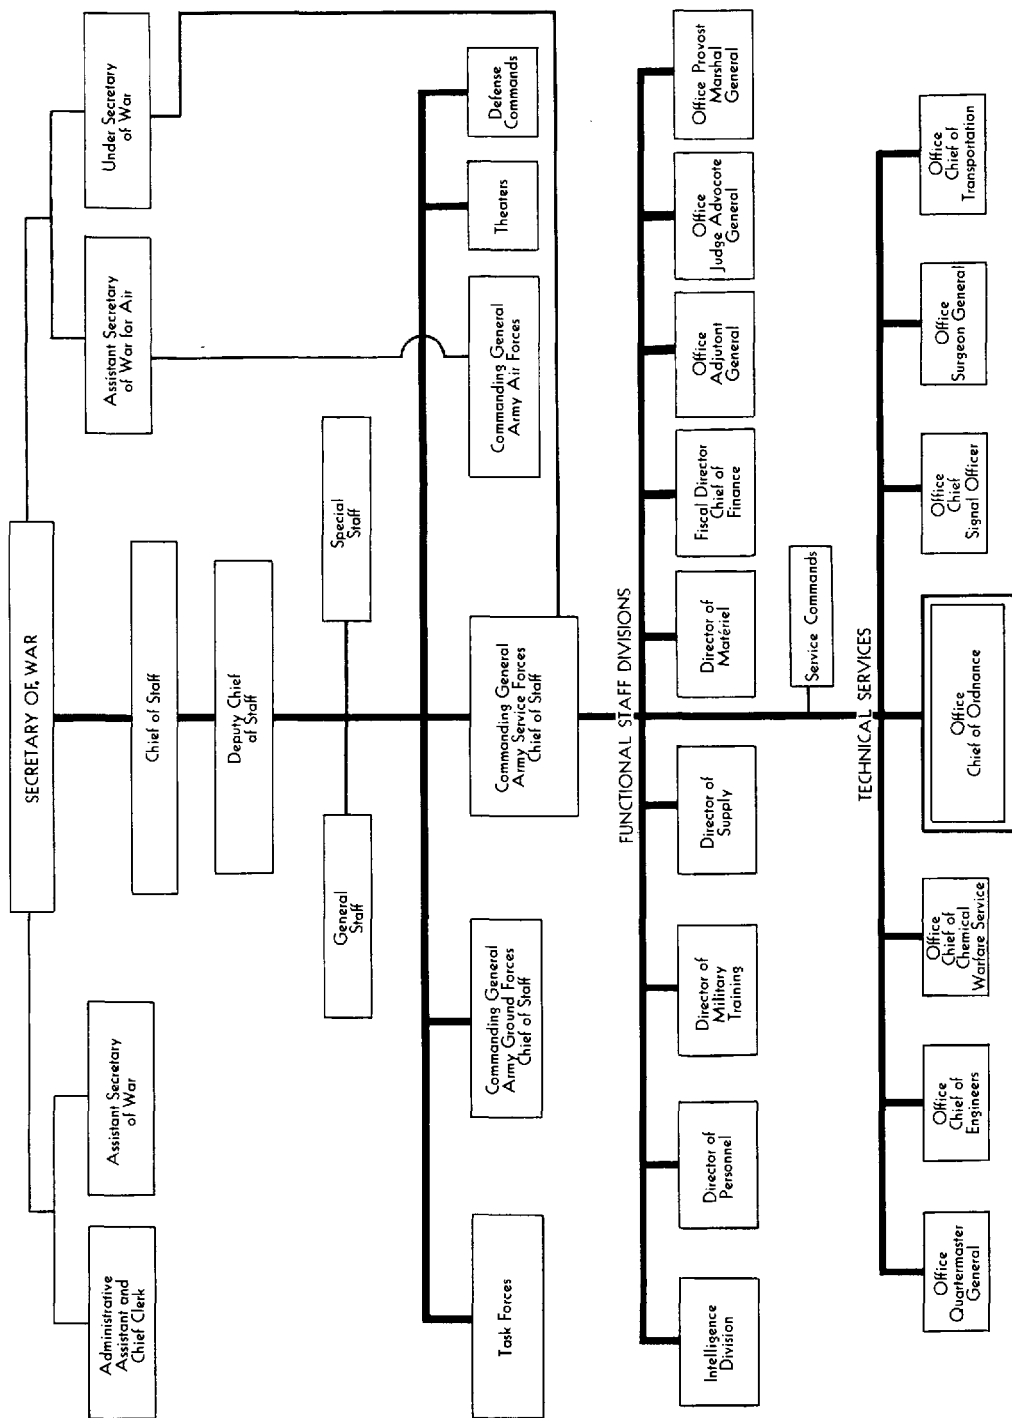 SECRETARY OF WAR
Administrative
Assistant and
Chief Clerk
Assistant Secretary
of War
Assistant Secretary
of War for Air
Under Secretary
of War
Chief of Staff
Deputy Chief
of Staff
General
Staff
Special
Staff
Task Forces
Commanding General
Army Ground Forces
Chief of Staff
Commanding General
Army Service Forces
Chief of Staff
Commanding General
Army Air Forces
Theaters
Defense
Commands
FUNCTIONAL STAFF DIVISIONS
Intelligence
Division
Director of
Personnel
Director of
Military
Training
Director of
Supply
Director of
Matériel
Fiscal Director
Chief of
Finance
Office
Adjutant
General
Office
Judge Advocate
General
Office Provost
Marshal
General
Service Commands
TECHNICAL SERVICES
Office
Quartermaster
General
Office
Chief of
Engineers
Office
Chief of
Chemical
Warfare Service
Office
Chief of Ordnance
Office
Chief
Signal Officer
Office
Surgeon General
Office
Chief of
Transportation